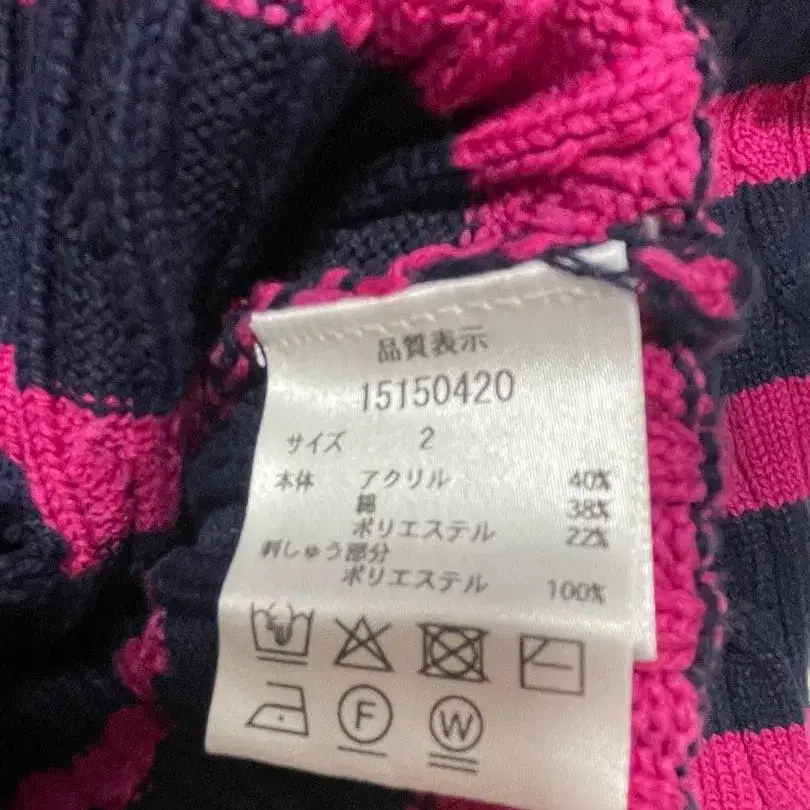 品質表示
15150420
サイズ 2
本体 アクリル 40%
綿 38%
ポリエステル 22%
刺しゅう部分
ポリエステル 100%
F
W